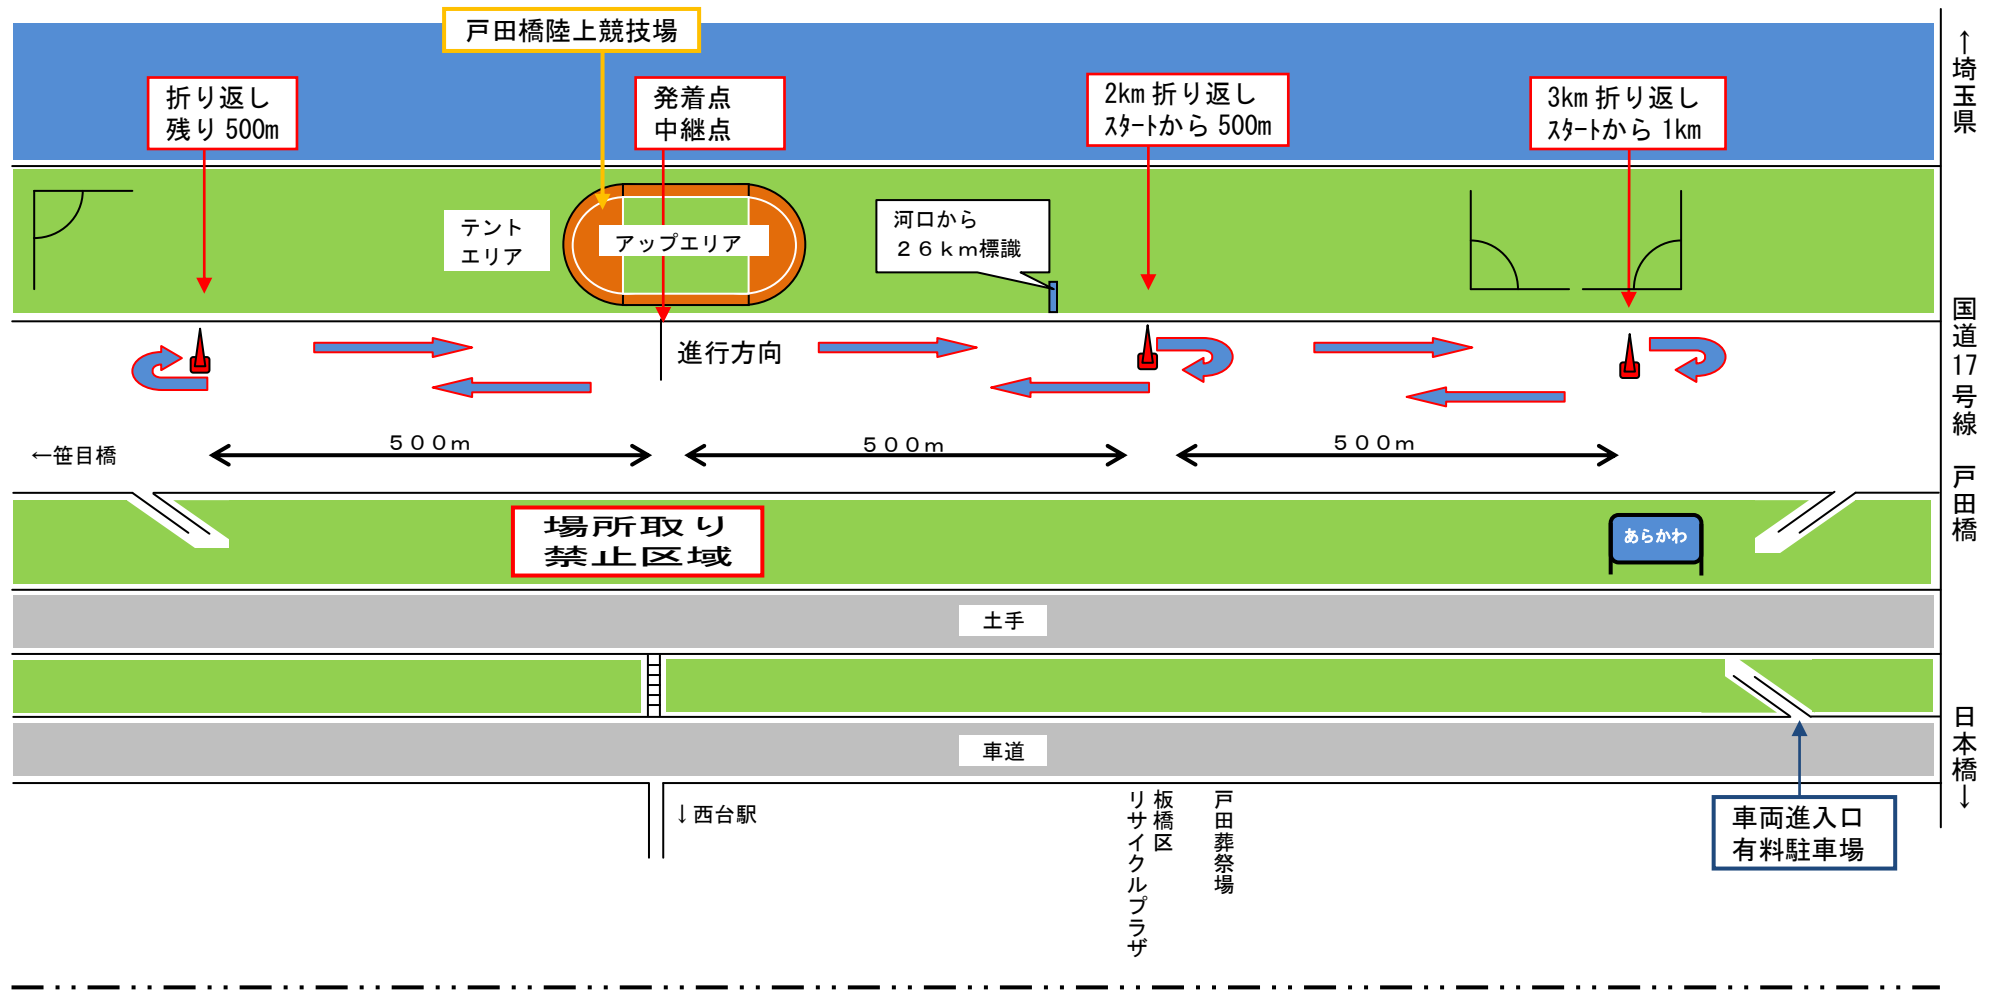 戸田橋陸上競技場
折り返し
残り 500m
発着点
中継点
2km 折り返し
ｽﾀｰﾄから 500m
3km 折り返し
ｽﾀｰﾄから 1km
↑埼玉県
テント
エリア
アップエリア
河口から
２６ｋｍ標識
進行方向
国道17号線　戸田橋
←笹目橋
５００ｍ
５００ｍ
５００ｍ
場所取り
禁止区域
あらかわ
土手
車道
日本橋↓
↓西台駅
板橋区
リサイクルプラザ
戸田葬祭場
車両進入口
有料駐車場